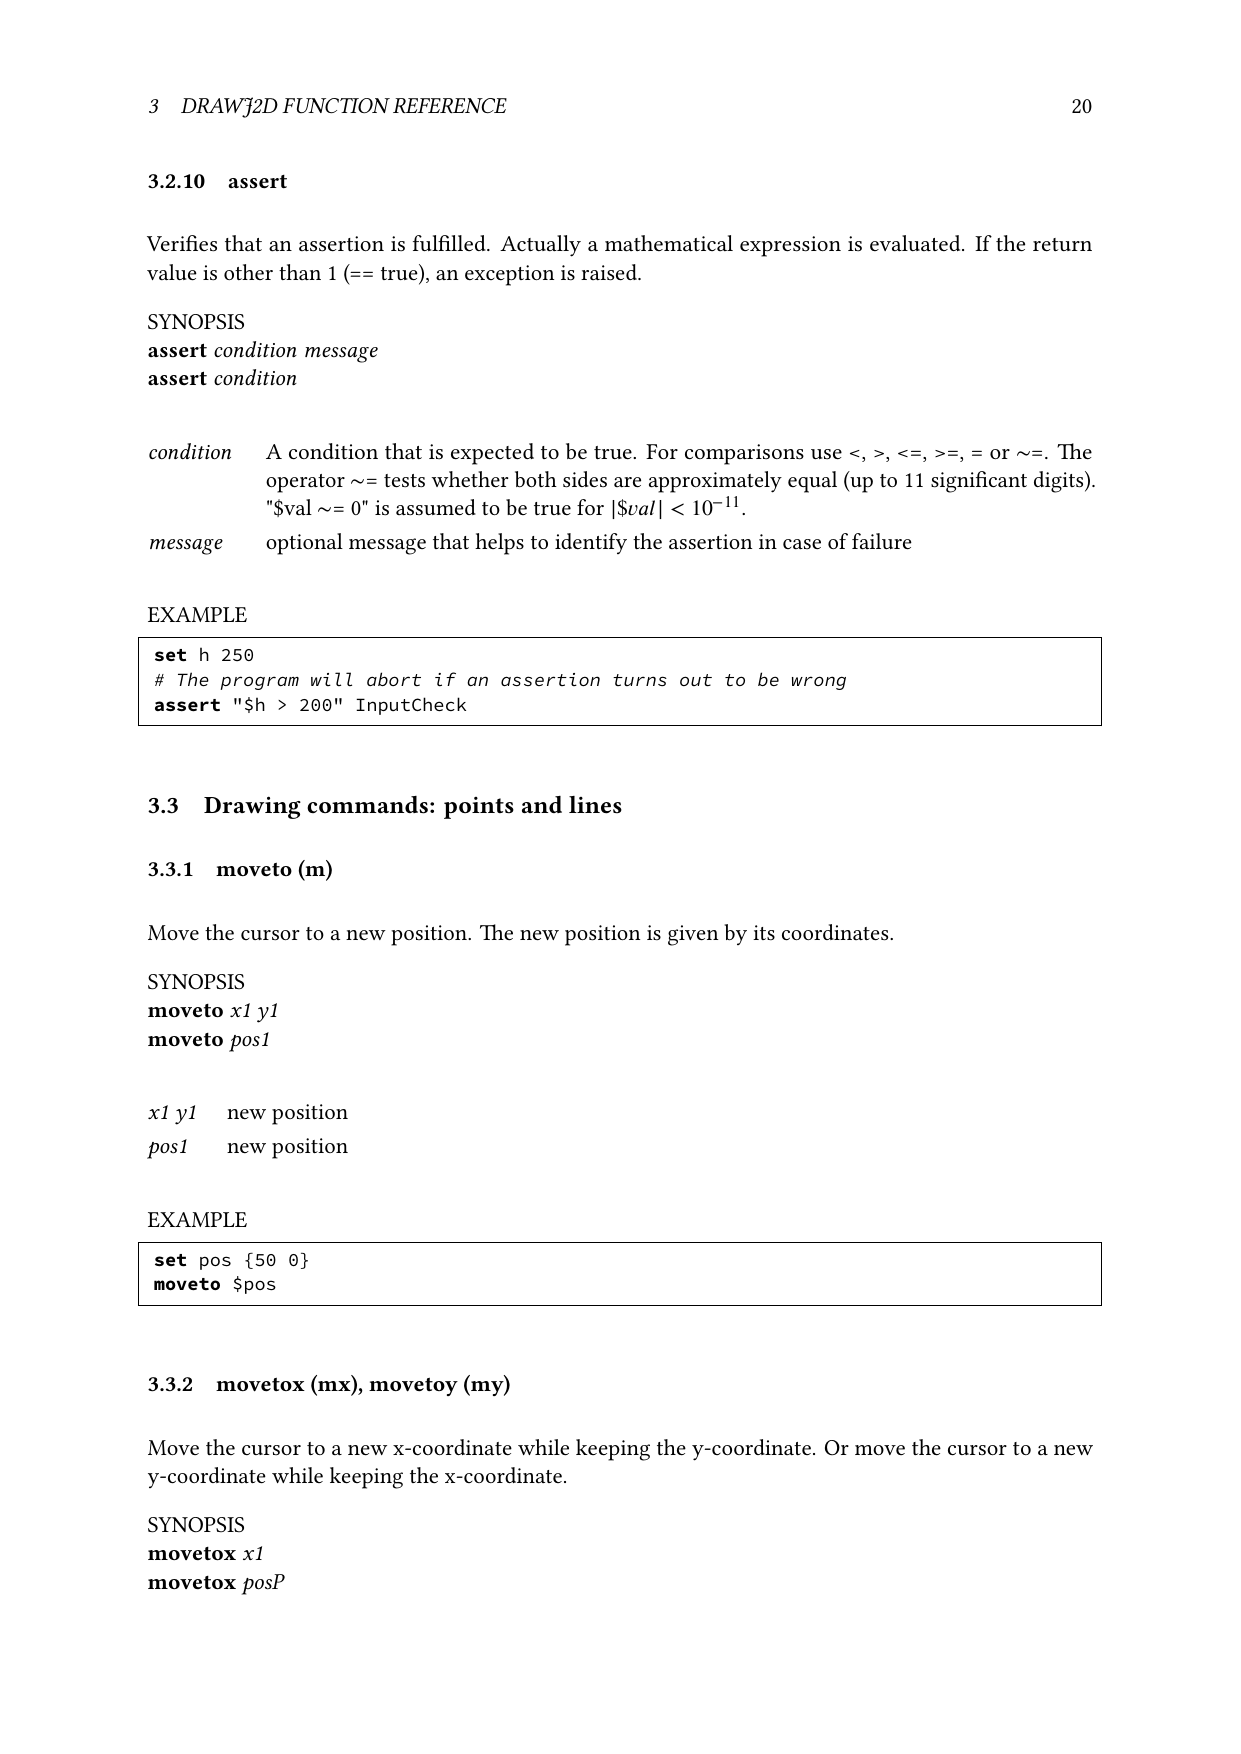 3 DRAWJ2D FUNCTION REFERENCE 20
3.2.10 assert
Verifies that an assertion is fulfilled. Actually a mathematical expression is evaluated. If the return
value is other than 1 (== true), an exception is raised.
SYNOPSIS
assert condition message
assert condition
condition A condition that is expected to be true. For comparisons use <, >, <=, >=, = or ~=. The
operator ~= tests whether both sides are approximately equal (up to 11 significant digits).
"$val ~= 0" is assumed to be true for |$val| < 10⁻¹¹.
message optional message that helps to identify the assertion in case of failure
EXAMPLE
set h 250
# The program will abort if an assertion turns out to be wrong
assert "$h > 200" InputCheck
3.3 Drawing commands: points and lines
3.3.1 moveto (m)
Move the cursor to a new position. The new position is given by its coordinates.
SYNOPSIS
moveto x1 y1
moveto pos1
x1 y1 new position
pos1 new position
EXAMPLE
set pos {50 0}
moveto $pos
3.3.2 movetox (mx), movetoy (my)
Move the cursor to a new x-coordinate while keeping the y-coordinate. Or move the cursor to a new
y-coordinate while keeping the x-coordinate.
SYNOPSIS
movetox x1
movetox posP